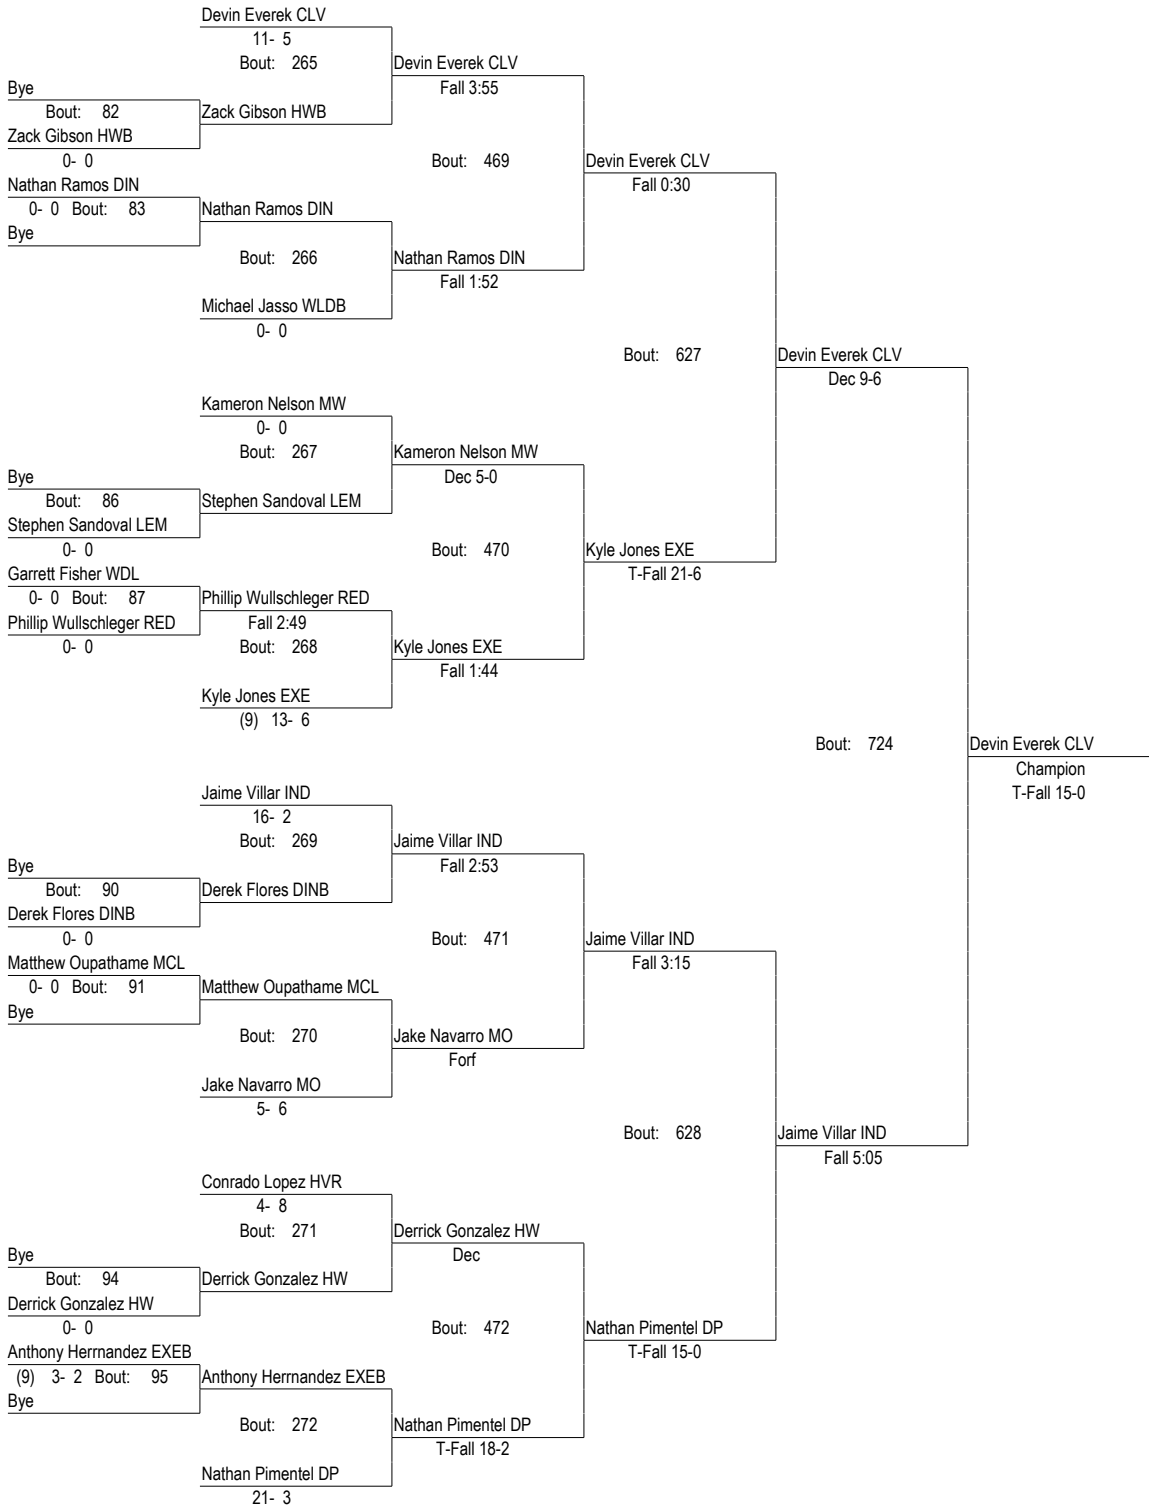 Devin Everek CLV
11- 5
Bout: 265
Devin Everek CLV
Fall 3:55
Bye
Bout: 82
Zack Gibson HWB
Zack Gibson HWB
0- 0
Bout: 469
Devin Everek CLV
Fall 0:30
Nathan Ramos DIN
0- 0 Bout: 83
Nathan Ramos DIN
Bye
Bout: 266
Nathan Ramos DIN
Fall 1:52
Michael Jasso WLDB
0- 0
Bout: 627
Devin Everek CLV
Dec 9-6
Kameron Nelson MW
0- 0
Bout: 267
Kameron Nelson MW
Dec 5-0
Bye
Bout: 86
Stephen Sandoval LEM
Stephen Sandoval LEM
0- 0
Bout: 470
Kyle Jones EXE
T-Fall 21-6
Garrett Fisher WDL
0- 0 Bout: 87
Phillip Wullschleger RED
Phillip Wullschleger RED
Fall 2:49
0- 0
Bout: 268
Kyle Jones EXE
Fall 1:44
Kyle Jones EXE
(9) 13- 6
Bout: 724
Devin Everek CLV
Champion
T-Fall 15-0
Jaime Villar IND
16- 2
Bout: 269
Jaime Villar IND
Fall 2:53
Bye
Bout: 90
Derek Flores DINB
Derek Flores DINB
0- 0
Bout: 471
Jaime Villar IND
Fall 3:15
Matthew Oupathame MCL
0- 0 Bout: 91
Matthew Oupathame MCL
Bye
Bout: 270
Jake Navarro MO
Forf
Jake Navarro MO
5- 6
Bout: 628
Jaime Villar IND
Fall 5:05
Conrado Lopez HVR
4- 8
Bout: 271
Derrick Gonzalez HW
Dec
Bye
Bout: 94
Derrick Gonzalez HW
Derrick Gonzalez HW
0- 0
Bout: 472
Nathan Pimentel DP
T-Fall 15-0
Anthony Herrnandez EXEB
(9) 3- 2 Bout: 95
Anthony Herrnandez EXEB
Bye
Bout: 272
Nathan Pimentel DP
T-Fall 18-2
Nathan Pimentel DP
21- 3